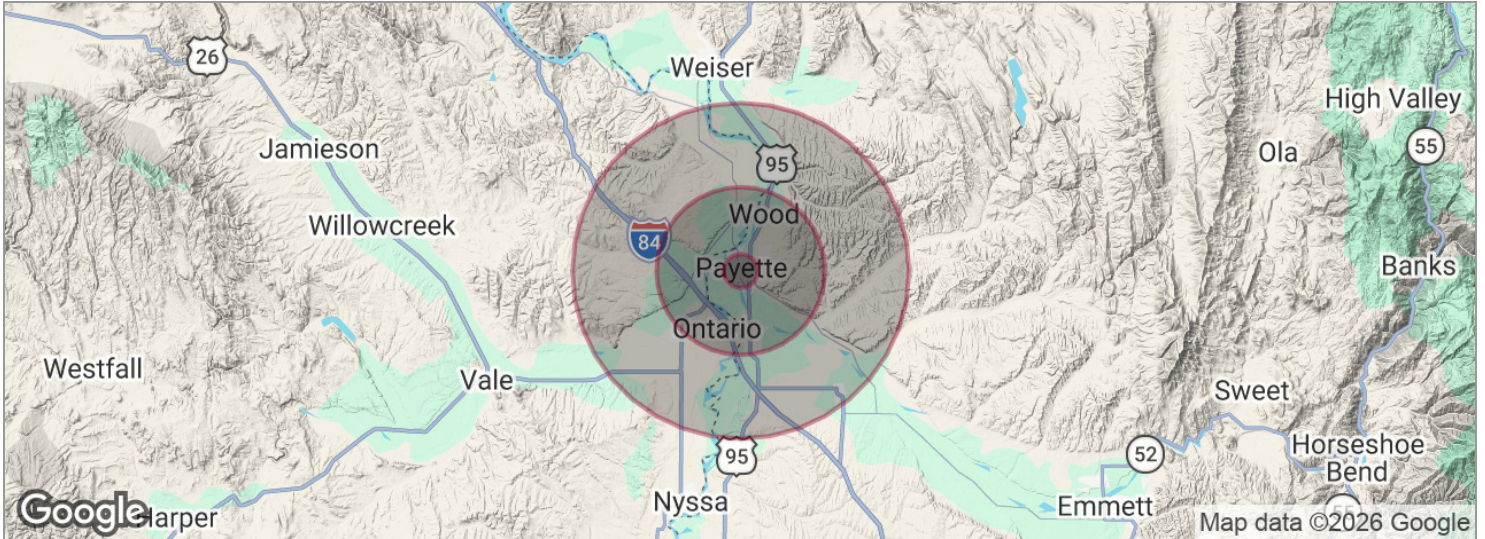 26
Weiser
High Valley
55
Jamieson
95
Ola
Wood
Willowcreek
84
Payette
Banks
Ontario
Westfall
Vale
Sweet
Horseshoe
Bend
52
95
Nyssa
Emmett
55
Google
Harper
Map data ©2026 Google